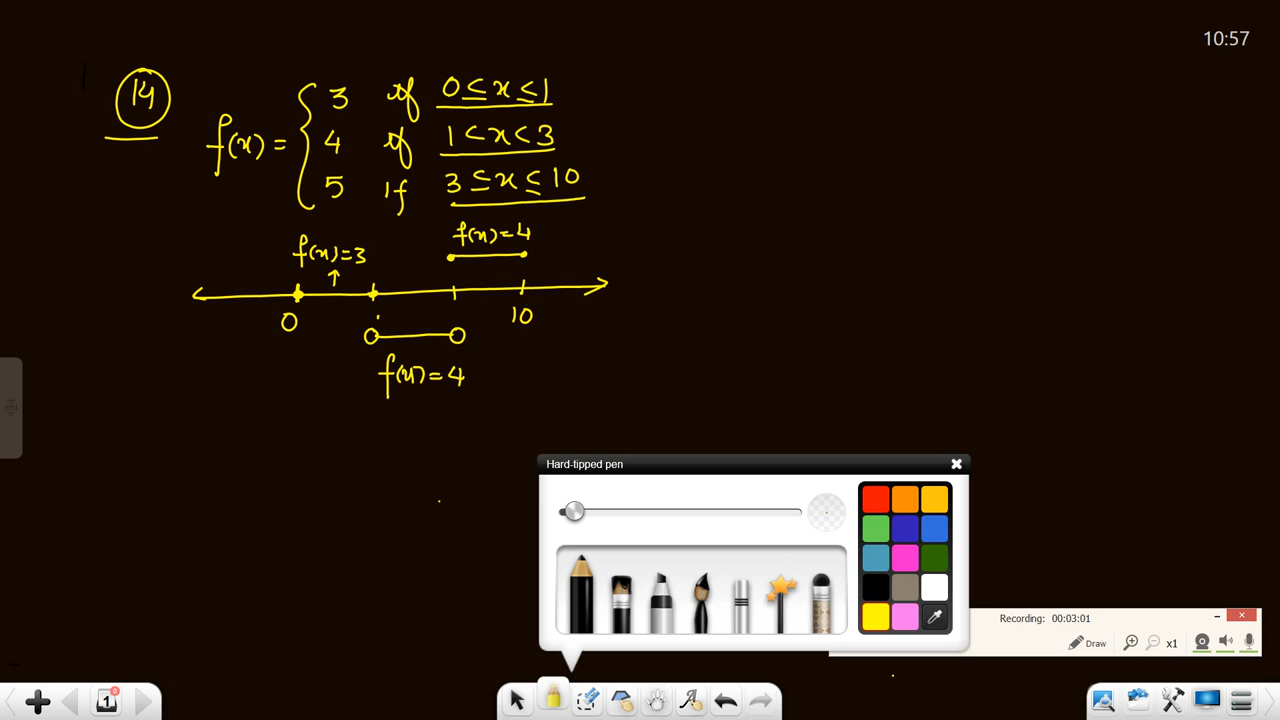 10:57
14
f(x) = { 3 if 0 ≤ x ≤ 1
4 if 1 < x < 3
5 if 3 ≤ x ≤ 10
f(x)=4
f(x)=3
0 10
f(x)=4
Hard-tipped pen
Recording: 00:03:01
Draw x1
1 0